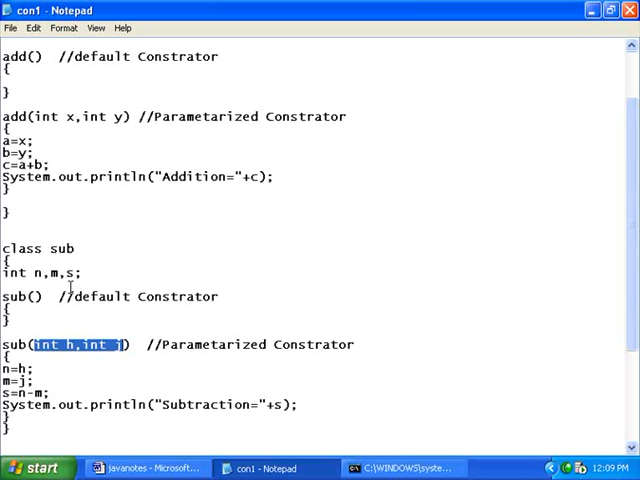 con1 - Notepad
File Edit Format View Help
add()  //default Constrator
{
}
add(int x,int y) //Parametarized Constrator
{
a=x;
b=y;
c=a+b;
System.out.println("Addition="+c);
}
}
class sub
{
int n,m,s;
sub()  //default Constrator
{
}
sub(int h,int j)  //Parametarized Constrator
{
n=h;
m=j;
s=n-m;
System.out.println("Subtraction="+s);
}
}
start
javanotes - Microsoft...
con1 - Notepad
C:\WINDOWS\syste...
12:09 PM